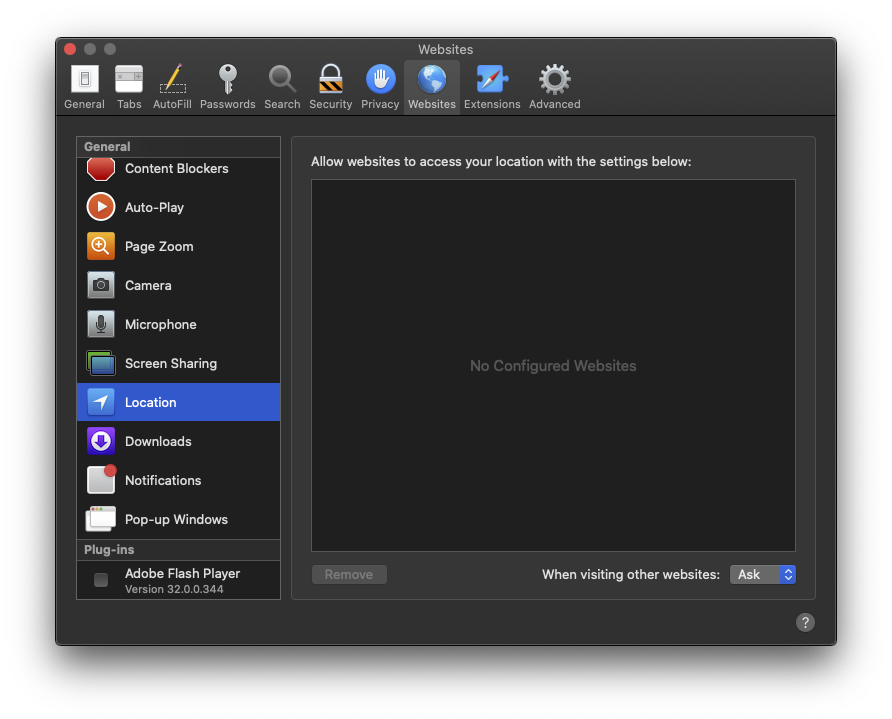 Websites
General
Tabs
AutoFill
Passwords
Search
Security
Privacy
Websites
Extensions
Advanced
General
Content Blockers
Auto-Play
Page Zoom
Camera
Microphone
Screen Sharing
Location
Downloads
Notifications
Pop-up Windows
Plug-ins
Adobe Flash Player
Version 32.0.0.344
Allow websites to access your location with the settings below:
No Configured Websites
Remove
When visiting other websites: Ask
?